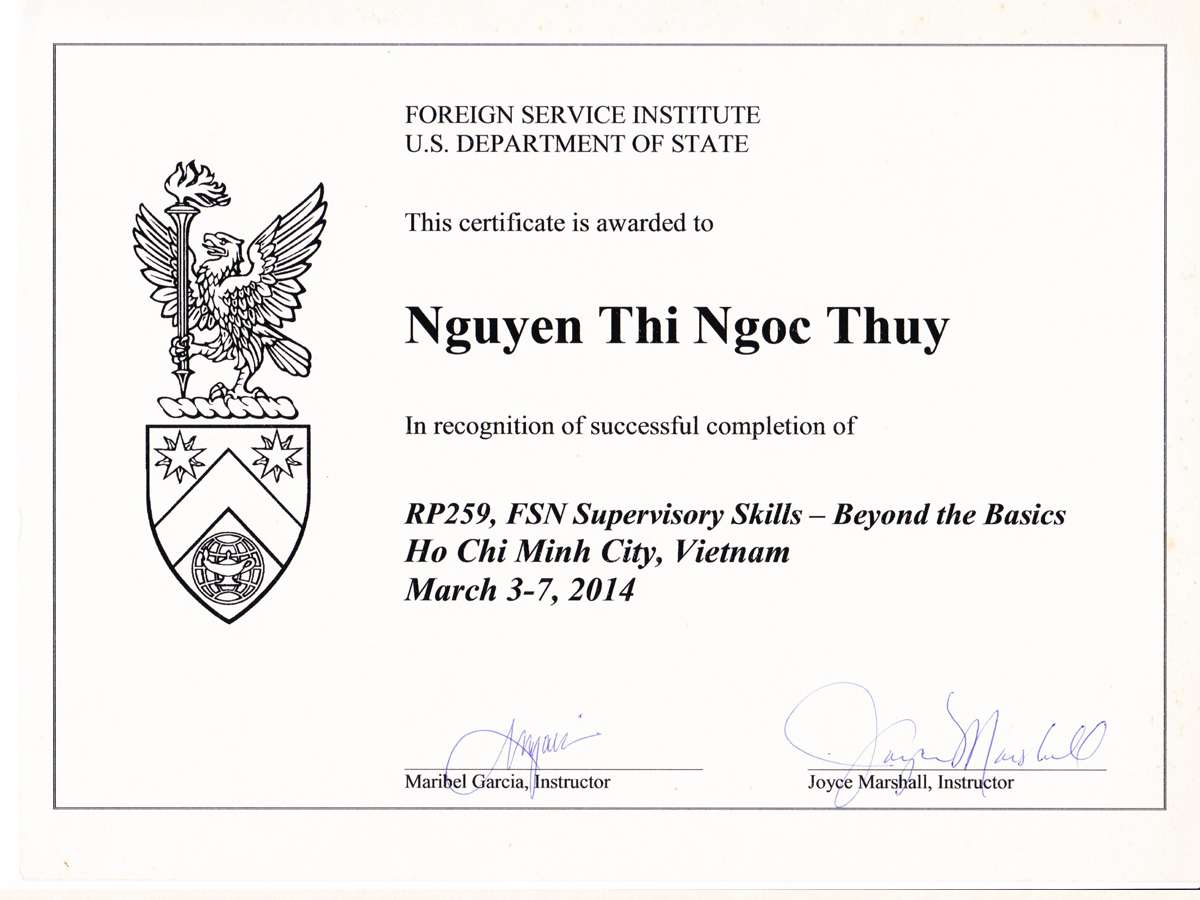 FOREIGN SERVICE INSTITUTE
U.S. DEPARTMENT OF STATE
This certificate is awarded to
Nguyen Thi Ngoc Thuy
In recognition of successful completion of
RP259, FSN Supervisory Skills – Beyond the Basics
Ho Chi Minh City, Vietnam
March 3-7, 2014
Joyce Marshall
Maribel Garcia, Instructor
Joyce Marshall, Instructor